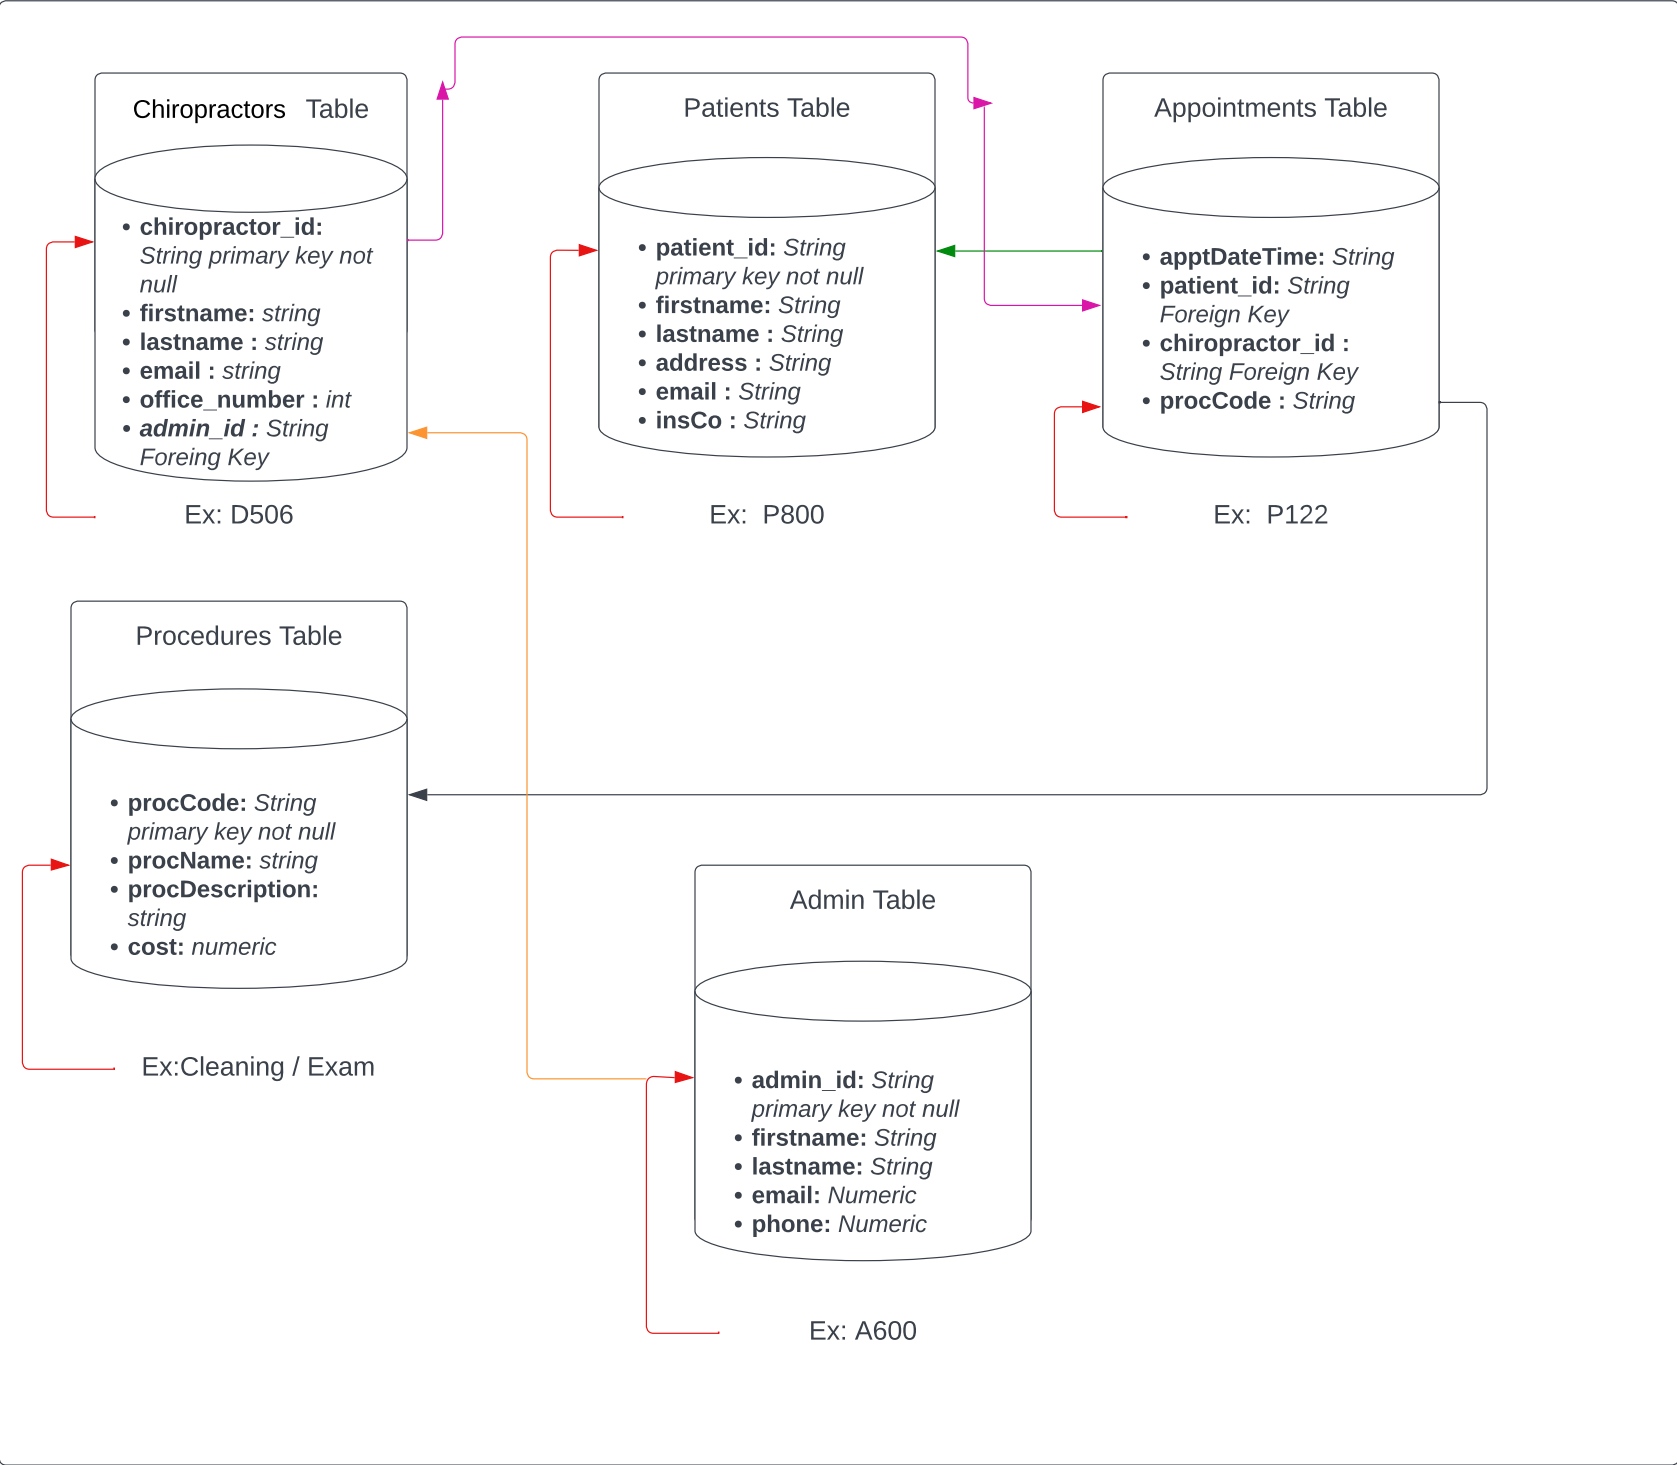 Chiropractors Table
chiropractor_id:
String primary key not
null
firstname: string
lastname : string
email : string
office_number : int
admin_id : String
Foreing Key
Ex: D506
Patients Table
patient_id: String
primary key not null
firstname: String
lastname : String
address : String
email : String
insCo : String
Ex: P800
Appointments Table
apptDateTime: String
patient_id: String
Foreign Key
chiropractor_id :
String Foreign Key
procCode : String
Ex: P122
Procedures Table
procCode: String
primary key not null
procName: string
procDescription:
string
cost: numeric
Ex:Cleaning / Exam
Admin Table
admin_id: String
primary key not null
firstname: String
lastname: String
email: Numeric
phone: Numeric
Ex: A600